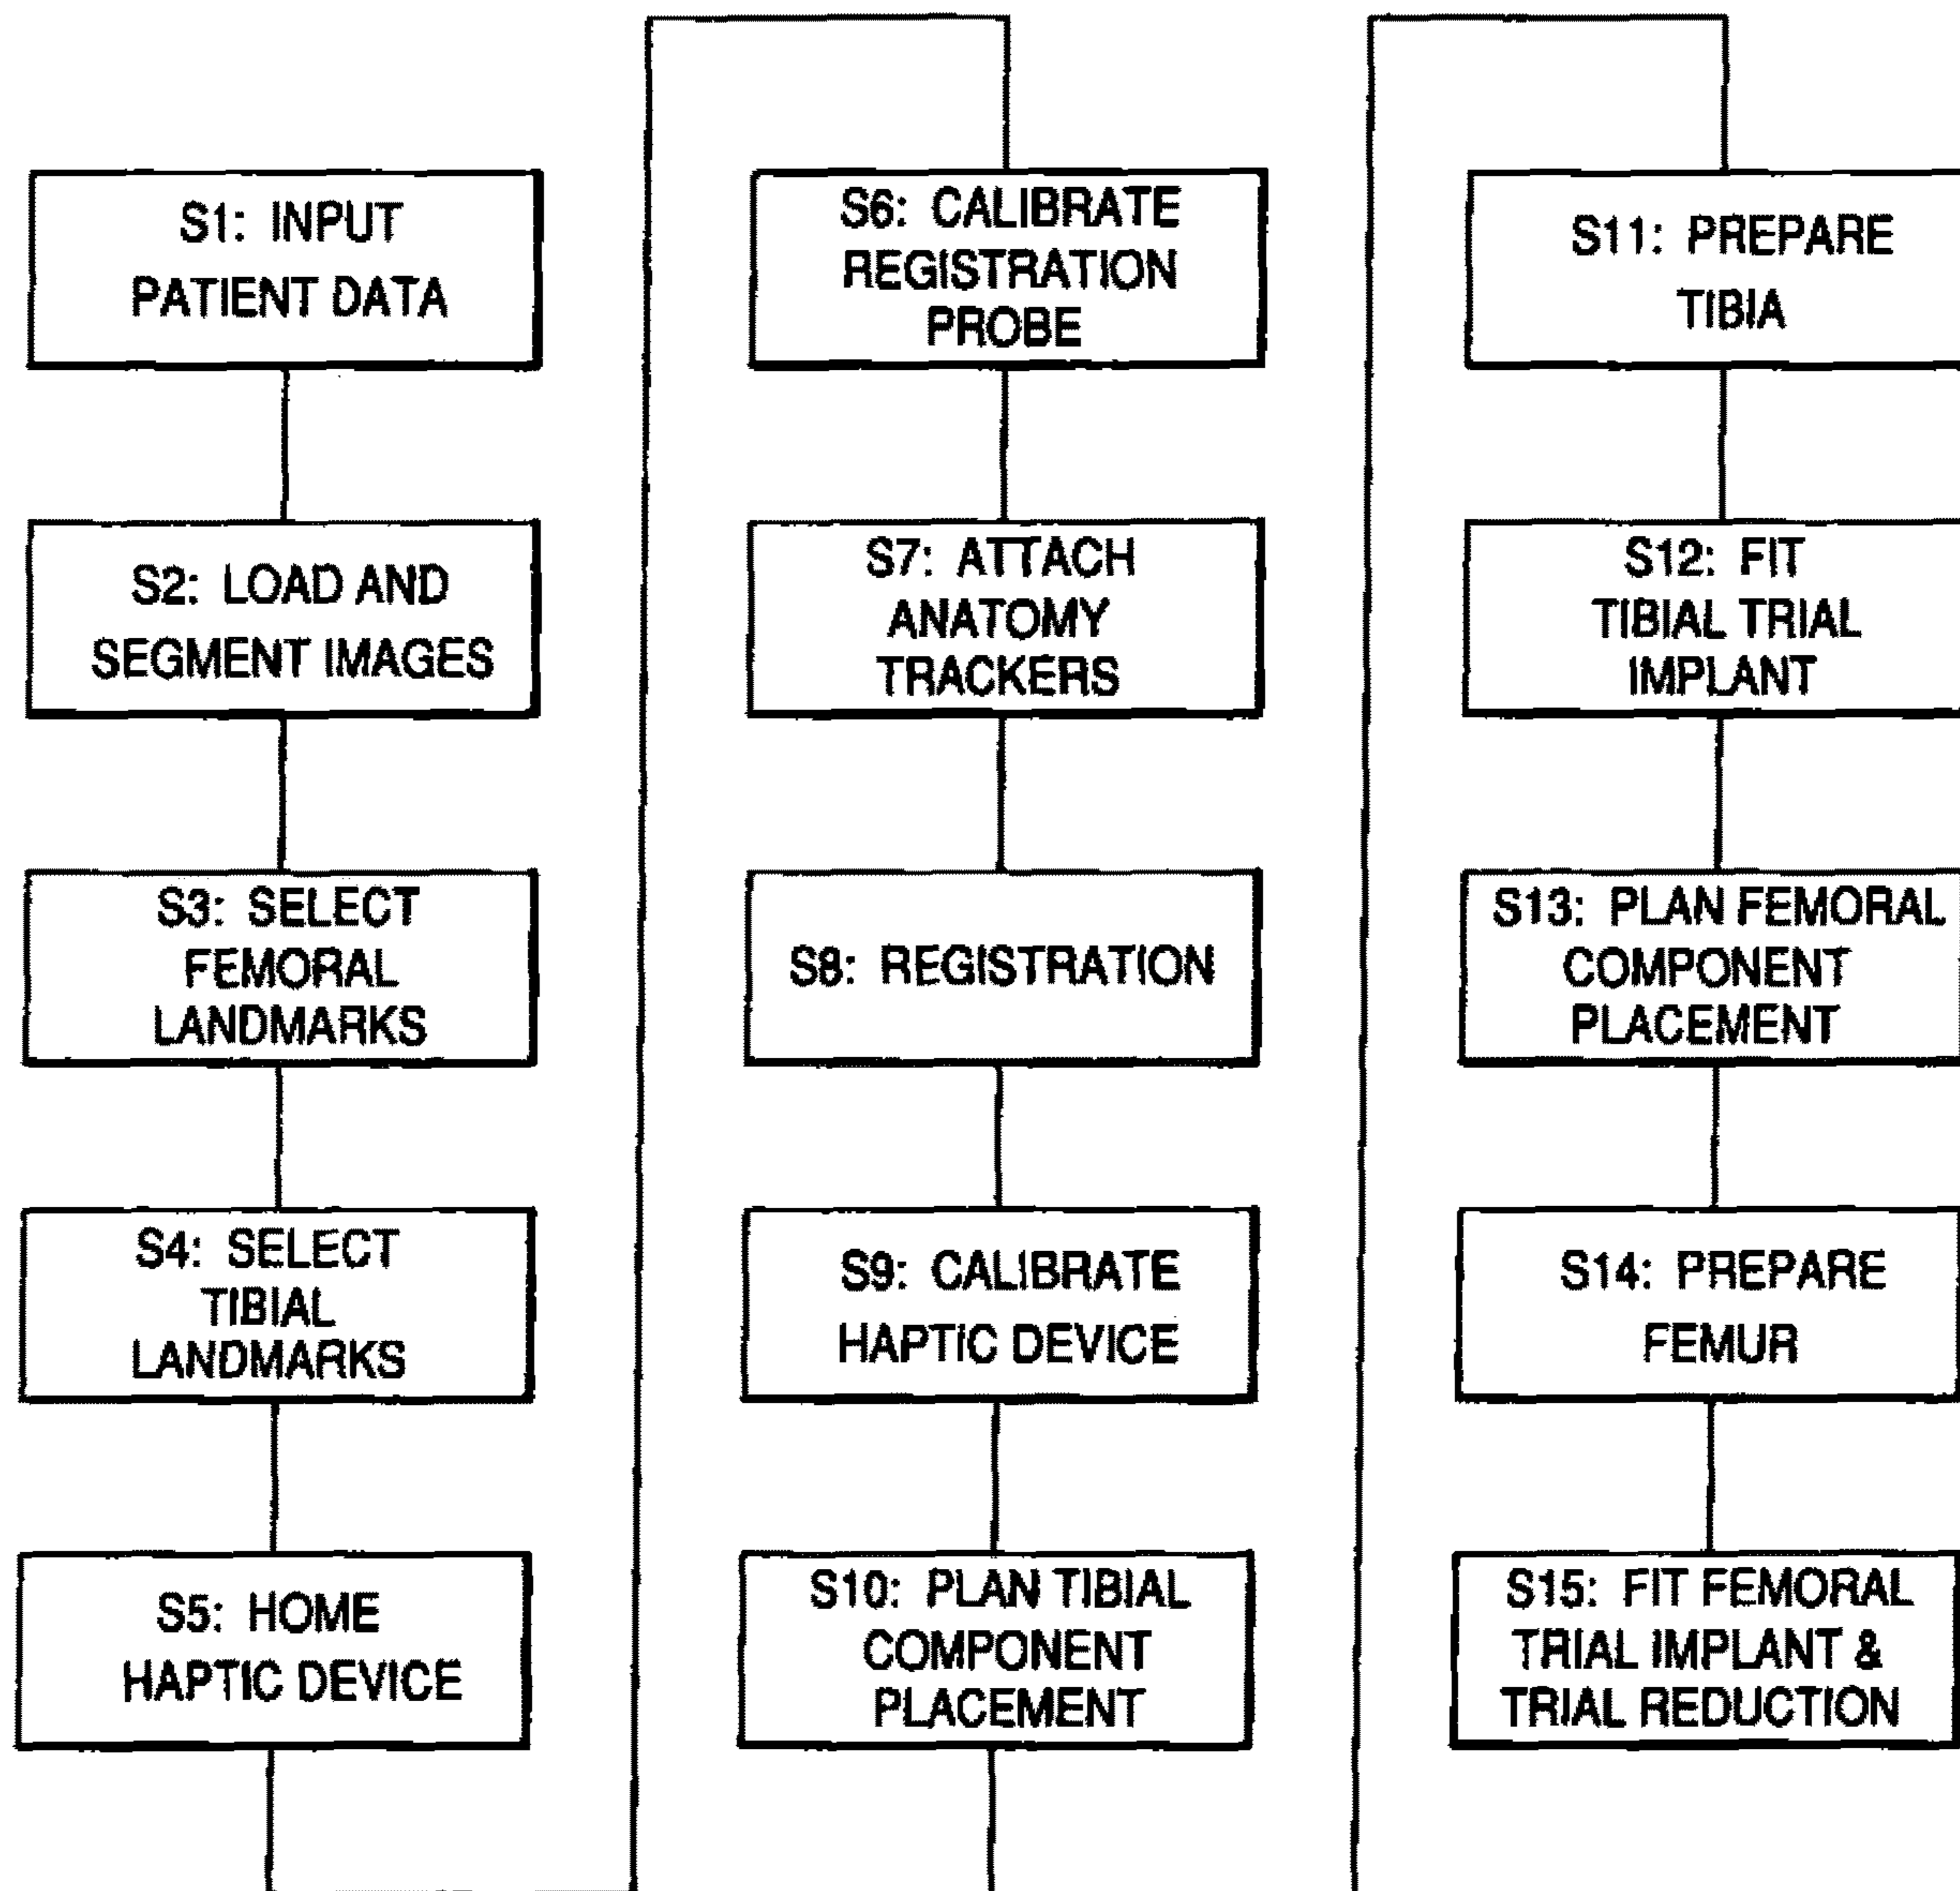 S1: INPUT
PATIENT DATA
S2: LOAD AND
SEGMENT IMAGES
S3: SELECT
FEMORAL
LANDMARKS
S4: SELECT
TIBIAL
LANDMARKS
S5: HOME
HAPTIC DEVICE
S6: CALIBRATE
REGISTRATION
PROBE
S7: ATTACH
ANATOMY
TRACKERS
S8: REGISTRATION
S9: CALIBRATE
HAPTIC DEVICE
S10: PLAN TIBIAL
COMPONENT
PLACEMENT
S11: PREPARE
TIBIA
S12: FIT
TIBIAL TRIAL
IMPLANT
S13: PLAN FEMORAL
COMPONENT
PLACEMENT
S14: PREPARE
FEMUR
S15: FIT FEMORAL
TRIAL IMPLANT &
TRIAL REDUCTION